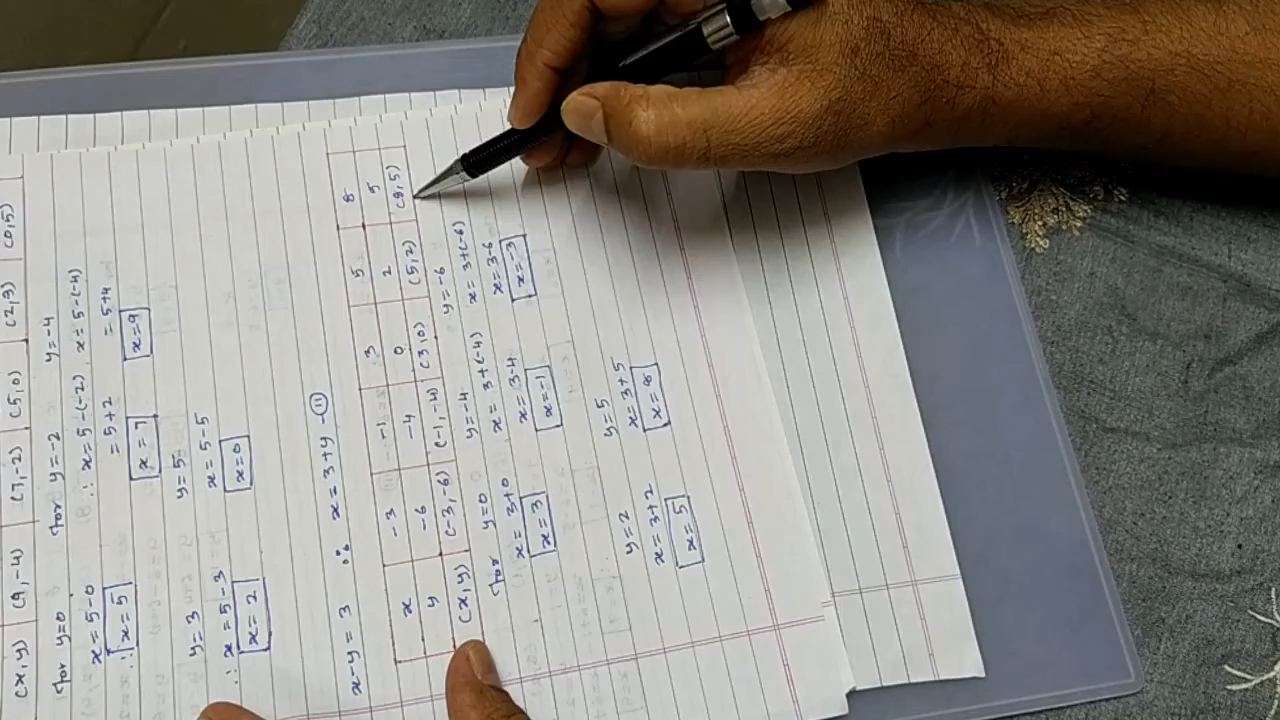 (x,y) (9,-4) (7,-2) (5,0) (2,3) (0,5)
for y=0 for y=-2 y=-4
x=5-0 ∴ x=5-(-2) x=5-(-4)
∴ x=5 =5+2 =5+4
x=7 x=9
y=3 y=5
∴ x=5-3 x=5-5
x=2 x=0
x-y=3 ∴ x=3+y -(II)
x -3 -1 3 5 8
y -6 -4 0 2 5
(x,y) (-3,-6) (-1,-4) (3,0) (5,2) (8,5)
for y=0 y=-4 y=-6
x=3+0 x=3+(-4) x=3+(-6)
x=3 x=3-4 x=3-6
x=-1 x=-3
y=2 y=5
x=3+2 x=3+5
x=5 x=8